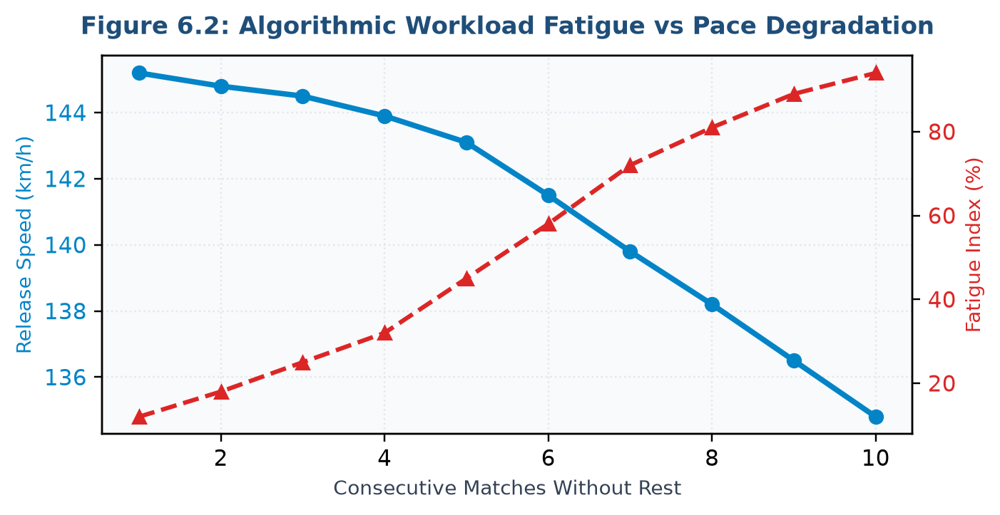 Figure 6.2: Algorithmic Workload Fatigue vs Pace Degradation
Release Speed (km/h)
144
142
140
138
136
80
60
40
20
Fatigue Index (%)
2 4 6 8 10
Consecutive Matches Without Rest